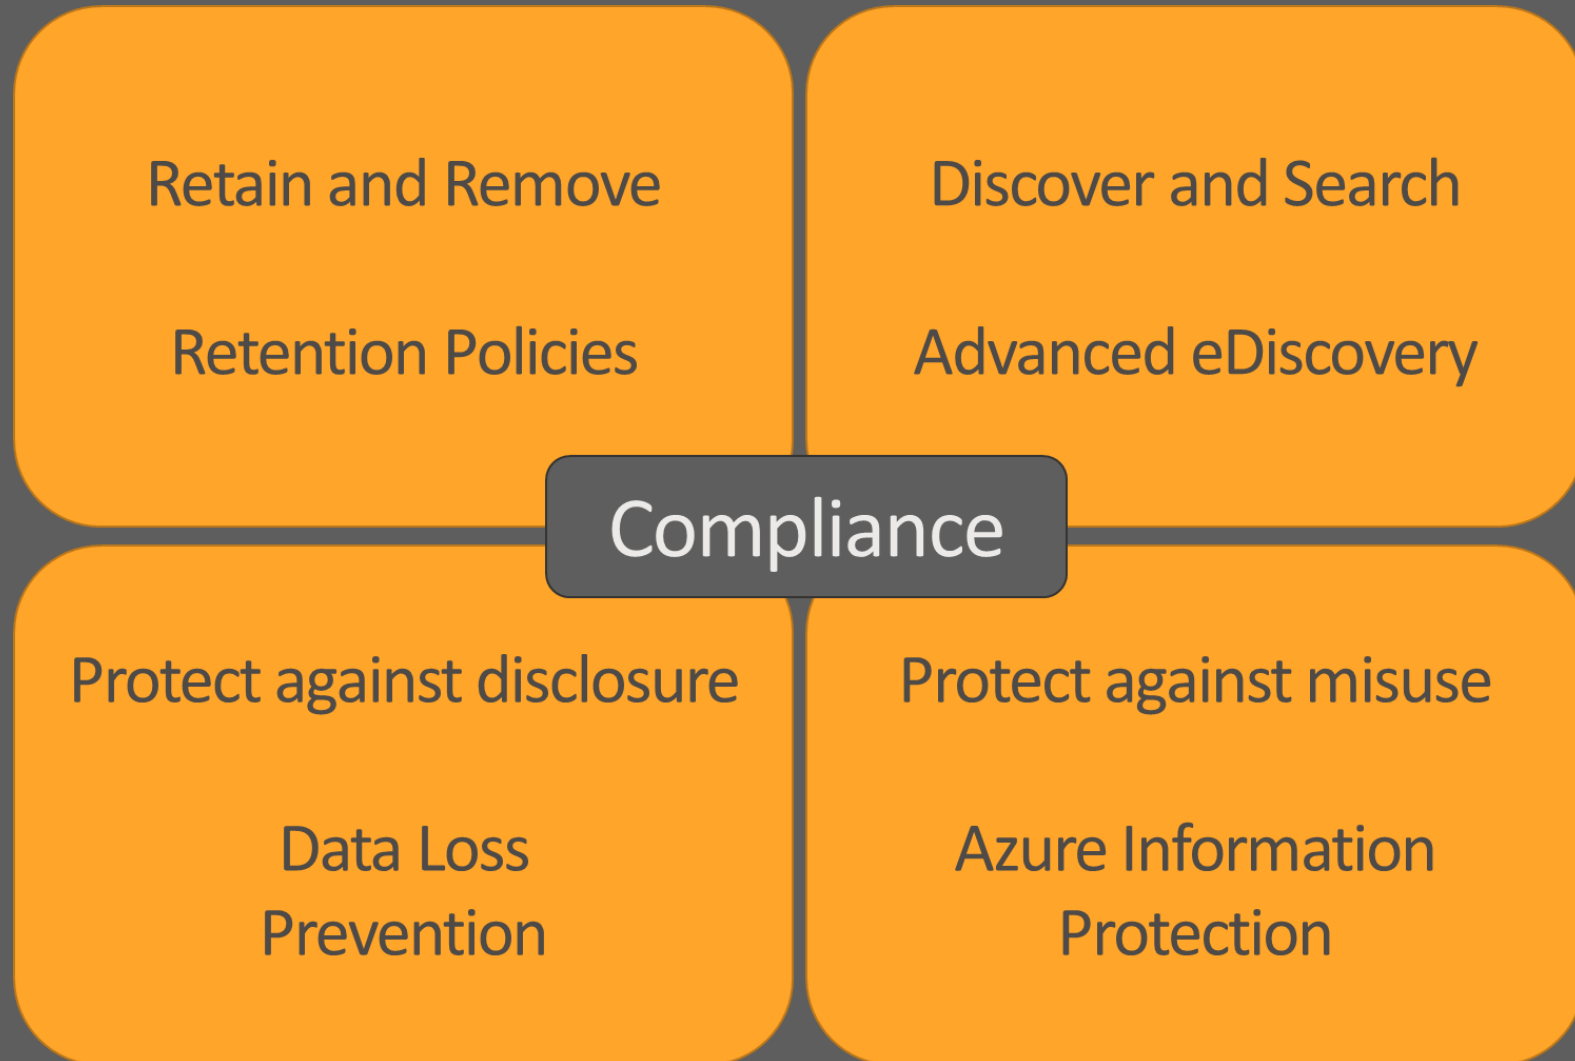 Retain and Remove
Retention Policies
Discover and Search
Advanced eDiscovery
Compliance
Protect against disclosure
Data Loss
Prevention
Protect against misuse
Azure Information
Protection